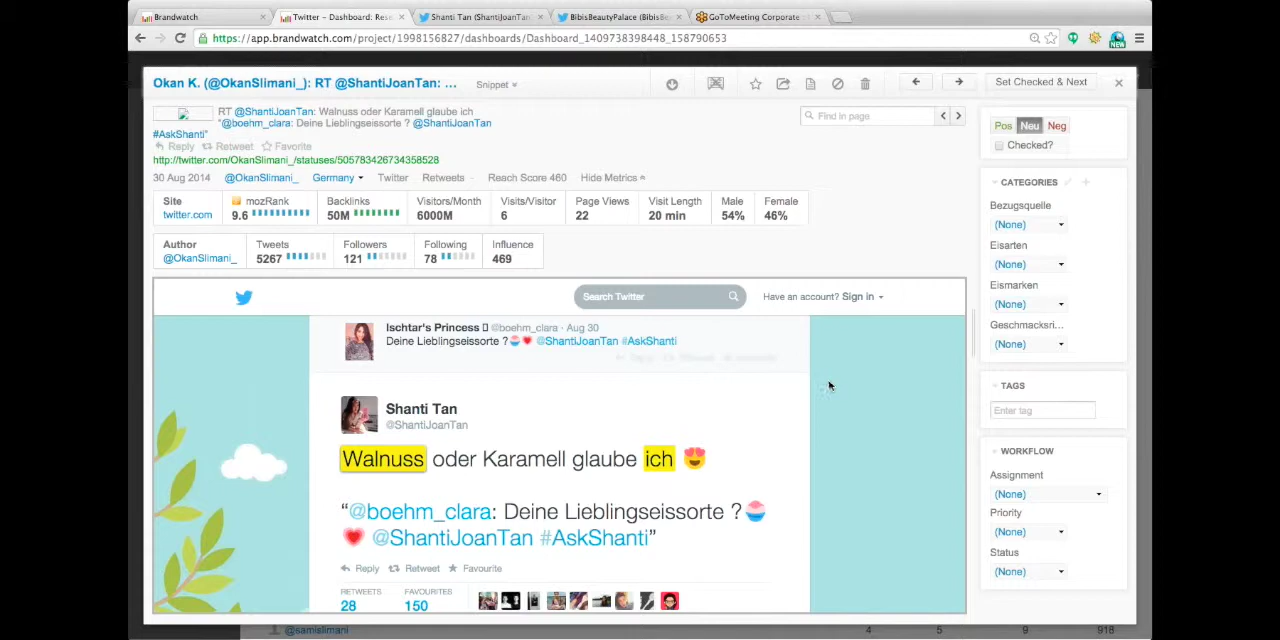 Brandwatch
Twitter – Dashboard: Rese
Shanti Tan (ShantiJoanTan
BibisBeautyPalace (BibisBe
GoToMeeting Corporate :
https://app.brandwatch.com/project/1998156827/dashboards/Dashboard_1409738398448_158790653
NEW
Okan K. (@OkanSlimani_): RT @ShantiJoanTan: ...
Snippet
Set Checked & Next
RT @ShantiJoanTan: Walnuss oder Karamell glaube ich
"@boehm_clara: Deine Lieblingseissorte ? @ShantiJoanTan
#AskShanti"
Find in page
Reply Retweet Favorite
http://twitter.com/OkanSlimani_/statuses/505783426734358528
30 Aug 2014 @OkanSlimani_ Germany Twitter Retweets Reach Score 460 Hide Metrics
Site mozRank Backlinks Visitors/Month Visits/Visitor Page Views Visit Length Male Female
twitter.com 9.6 50M 6000M 6 22 20 min 54% 46%
Author Tweets Followers Following Influence
@OkanSlimani_ 5267 121 78 469
Search Twitter
Have an account? Sign in
Ischtar's Princess @boehm_clara · Aug 30
Deine Lieblingseissorte ? @ShantiJoanTan #AskShanti
Shanti Tan
@ShantiJoanTan
Walnuss oder Karamell glaube ich
“@boehm_clara: Deine Lieblingseissorte ?
@ShantiJoanTan #AskShanti”
Reply Retweet Favourite
RETWEETS FAVOURITES
28 150
Pos Neu Neg
Checked?
CATEGORIES
Bezugsquelle
(None)
Eisarten
(None)
Eismarken
(None)
Geschmacksri...
(None)
TAGS
Enter tag
WORKFLOW
Assignment
(None)
Priority
(None)
Status
(None)
@samislimani 4 5 9 918